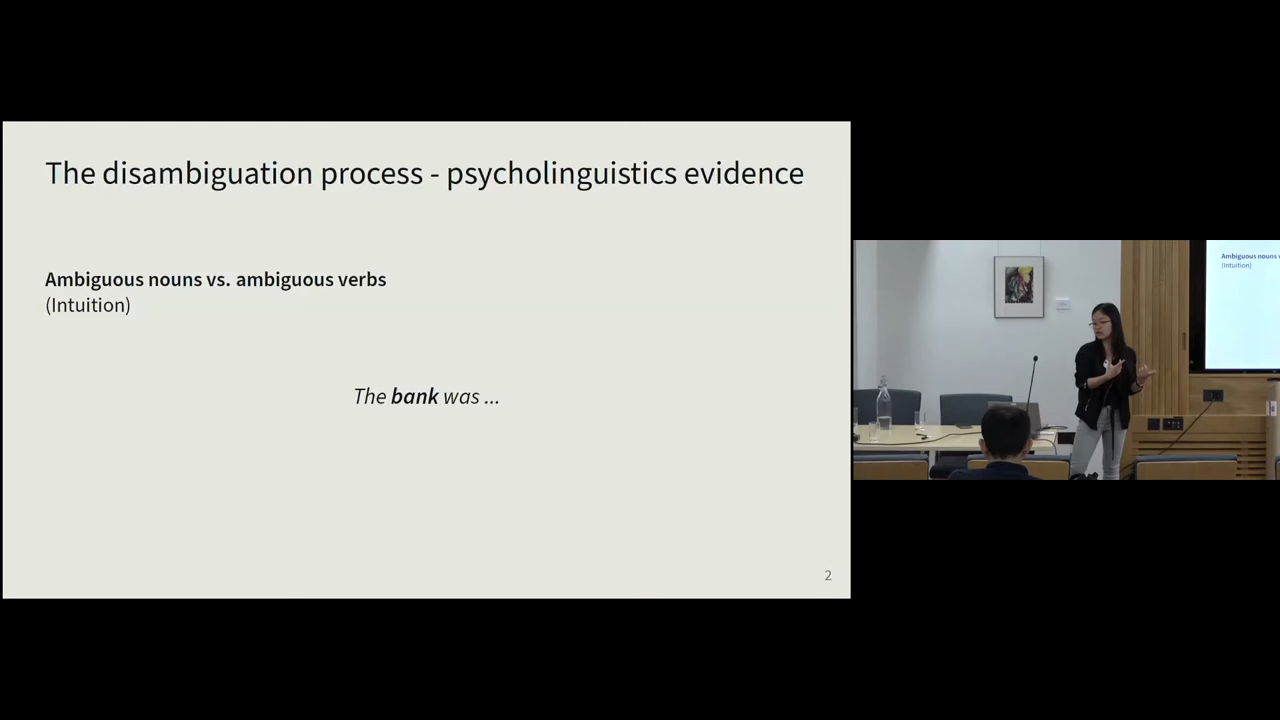 The disambiguation process - psycholinguistics evidence
Ambiguous nouns vs. ambiguous verbs
(Intuition)
The bank was ...
2
Ambiguous nouns v
(Intuition)